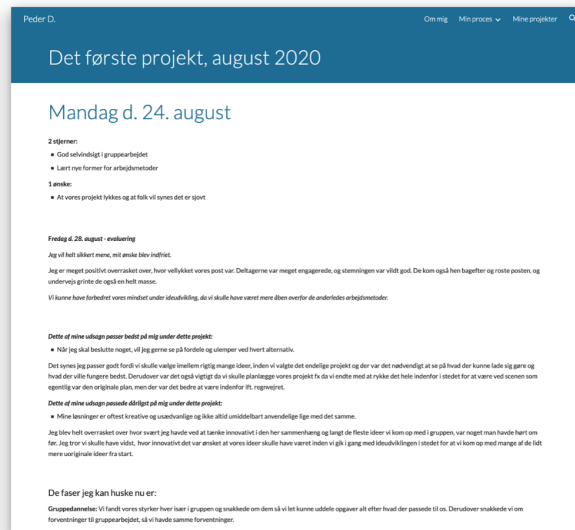 Peder D.
Om mig Min proces Mine projekter
Det første projekt, august 2020
Mandag d. 24. august
2 stjerner:
God selvindsigt i gruppearbejdet
Lært nye former for arbejdsmetoder
1 ønske:
At vores projekt lykkes og at folk vil synes det er sjovt
Fredag d. 28. august - evaluering
Jeg vil helt sikkert mene, mit ønske blev indfriet.
Jeg er meget positivt overrasket over, hvor vellykket vores post var. Deltagerne var meget engagerede, og stemningen var vildt god. De kom også hen bagefter og roste posten, og
undervejs grinte de også en helt masse.
Vi kunne have forbedret vores mindset under ideudvikling, da vi skulle have været mere åben overfor de anderledes arbejdsmetoder.
Dette af mine udsagn passer bedst på mig under dette projekt:
Når jeg skal beslutte noget, vil jeg gerne se på fordele og ulemper ved hvert alternativ.
Det synes jeg passer godt fordi vi skulle vælge imellem rigtig mange ideer, inden vi valgte det endelige projekt og der var det nødvendigt at se på hvad der kunne lade sig gøre og
hvad der ville fungere bedst. Derudover var det også vigtigt da vi skulle planlægge vores projekt fx da vi endte med at rykke det hele indenfor i stedet for at være ved scenen som
egentlig var den originale plan, men der var det bedre at være indenfor ift. regnvejret.
Dette af mine udsagn passede dårligst på mig under dette projekt:
Mine løsninger er oftest kreative og usædvanlige og ikke altid umiddelbart anvendelige lige med det samme.
Jeg blev helt overrasket over hvor svært jeg havde ved at tænke innovativt i den her sammenhæng og langt de fleste ideer vi kom op med i gruppen, var noget man havde hørt om
før. Jeg tror vi skulle have vidst, hvor innovativt det var ønsket at vores ideer skulle have været inden vi gik i gang med ideudviklingen i stedet for at vi kom op med mange af de lidt
mere uoriginale ideer fra start.
De faser jeg kan huske nu er:
Gruppedannelse: Vi fandt vores styrker hver især i gruppen og snakkede om dem så vi let kunne uddele opgaver alt efter hvad der passede til os. Derudover snakkede vi om
forventninger til gruppearbejdet, så vi havde samme forventninger.